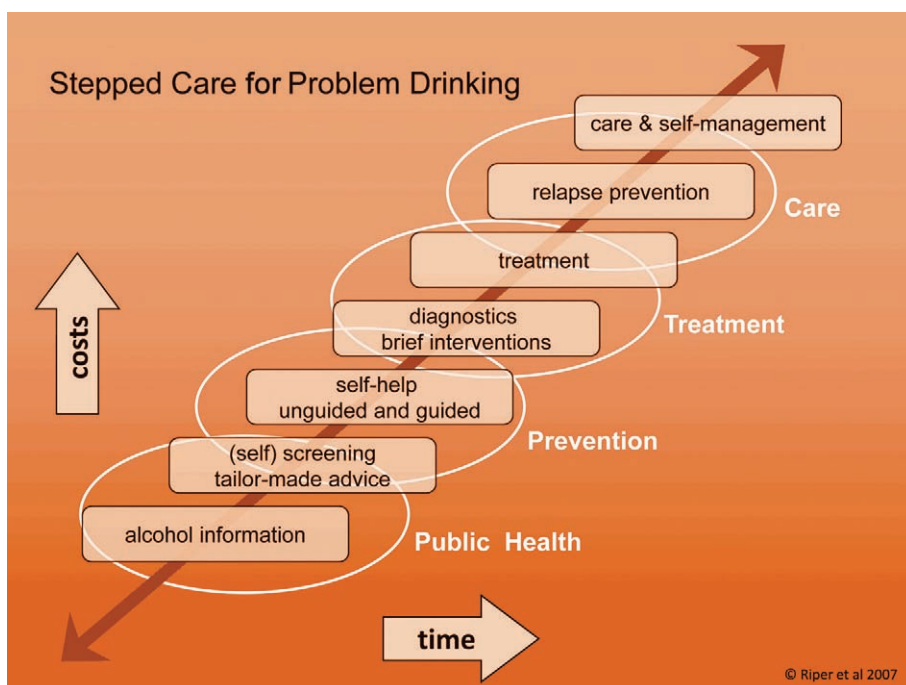 Stepped Care for Problem Drinking
care & self-management
relapse prevention
Care
treatment
diagnostics
brief interventions
Treatment
costs
self-help
unguided and guided
Prevention
(self) screening
tailor-made advice
alcohol information
Public Health
time
© Riper et al 2007